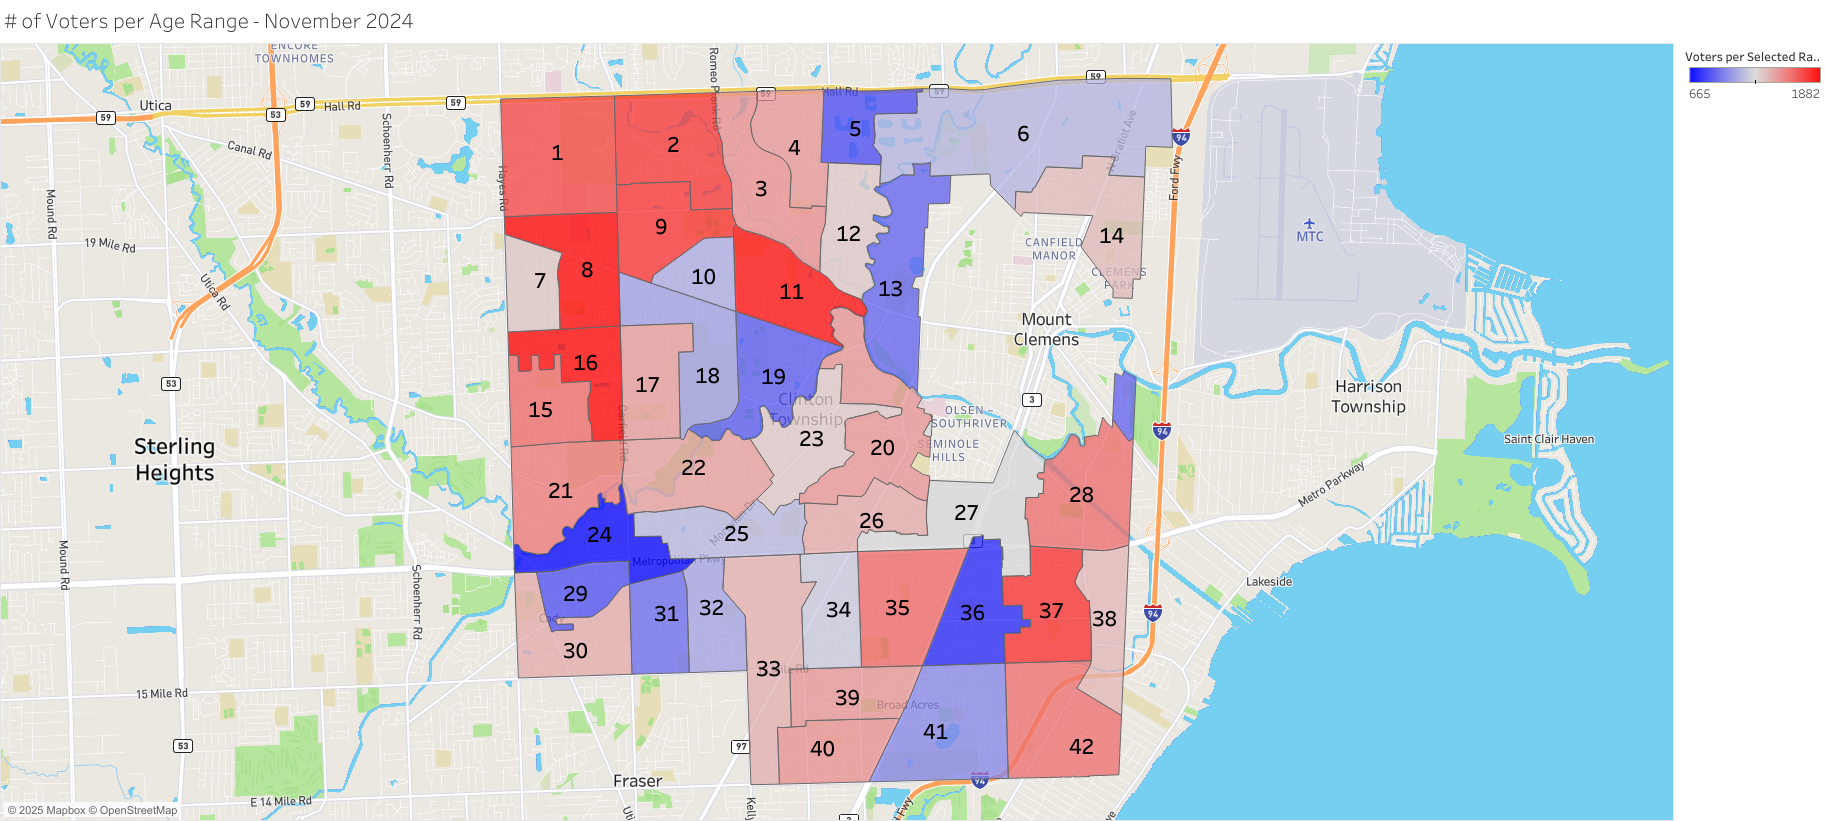 # of Voters per Age Range - November 2024
ENCORE
TOWNHOMES
Voters per Selected Ra..
665
1882
Utica
59
59
Hall Rd
59
53
59
Hall Rd
59
59
94
Romeo Plank Rd
Canal Rd
Schoenherr Rd
Hayes Rd
N Gratiot Ave
Ford Fwy
Mound Rd
19 Mile Rd
Utica Rd
MTC
CANFIELD
MANOR
CLEMENS
PARK
Mount
Clemens
1
2
3
4
5
6
7
8
9
10
11
12
13
14
15
16
17
18
19
20
21
22
23
24
25
26
27
28
29
30
31
32
33
34
35
36
37
38
39
40
41
42
53
3
94
Harrison
Township
Saint Clair Haven
Sterling
Heights
Garfield Rd
Clinton
Township
OLSEN –
SOUTHRIVER
SEMINOLE
HILLS
Metro Parkway
Metropolitan Pkwy
Mound Rd
Schoenherr Rd
Cady
Lakeside
94
15 Mile Rd
Broad Acres
53
97
Fraser
94
E 14 Mile Rd
Kelly
Fwy
© 2025 Mapbox © OpenStreetMap